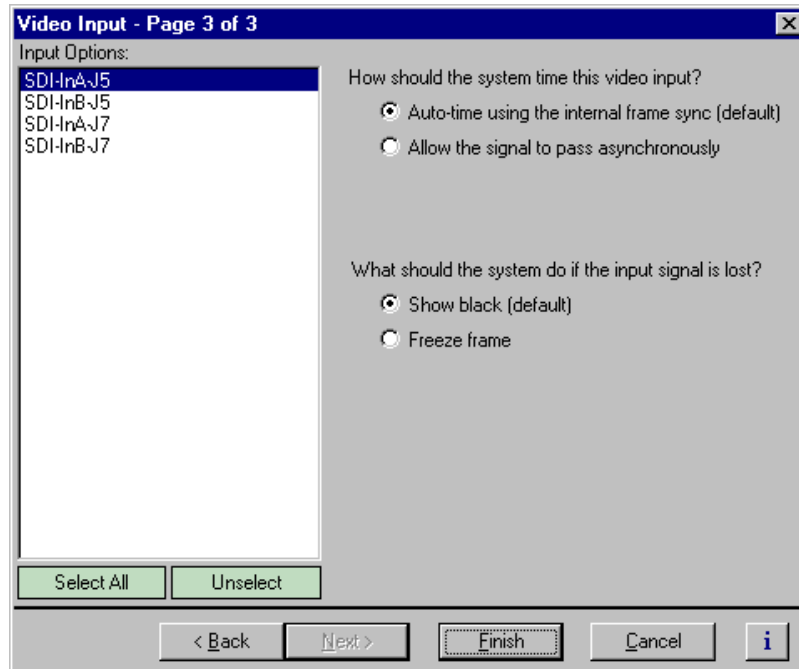 Video Input - Page 3 of 3
Input Options:
SDI-InA-J5
SDI-InB-J5
SDI-InA-J7
SDI-InB-J7
Select All
Unselect
How should the system time this video input?
Auto-time using the internal frame sync (default)
Allow the signal to pass asynchronously
What should the system do if the input signal is lost?
Show black (default)
Freeze frame
< Back
Next >
Finish
Cancel
i